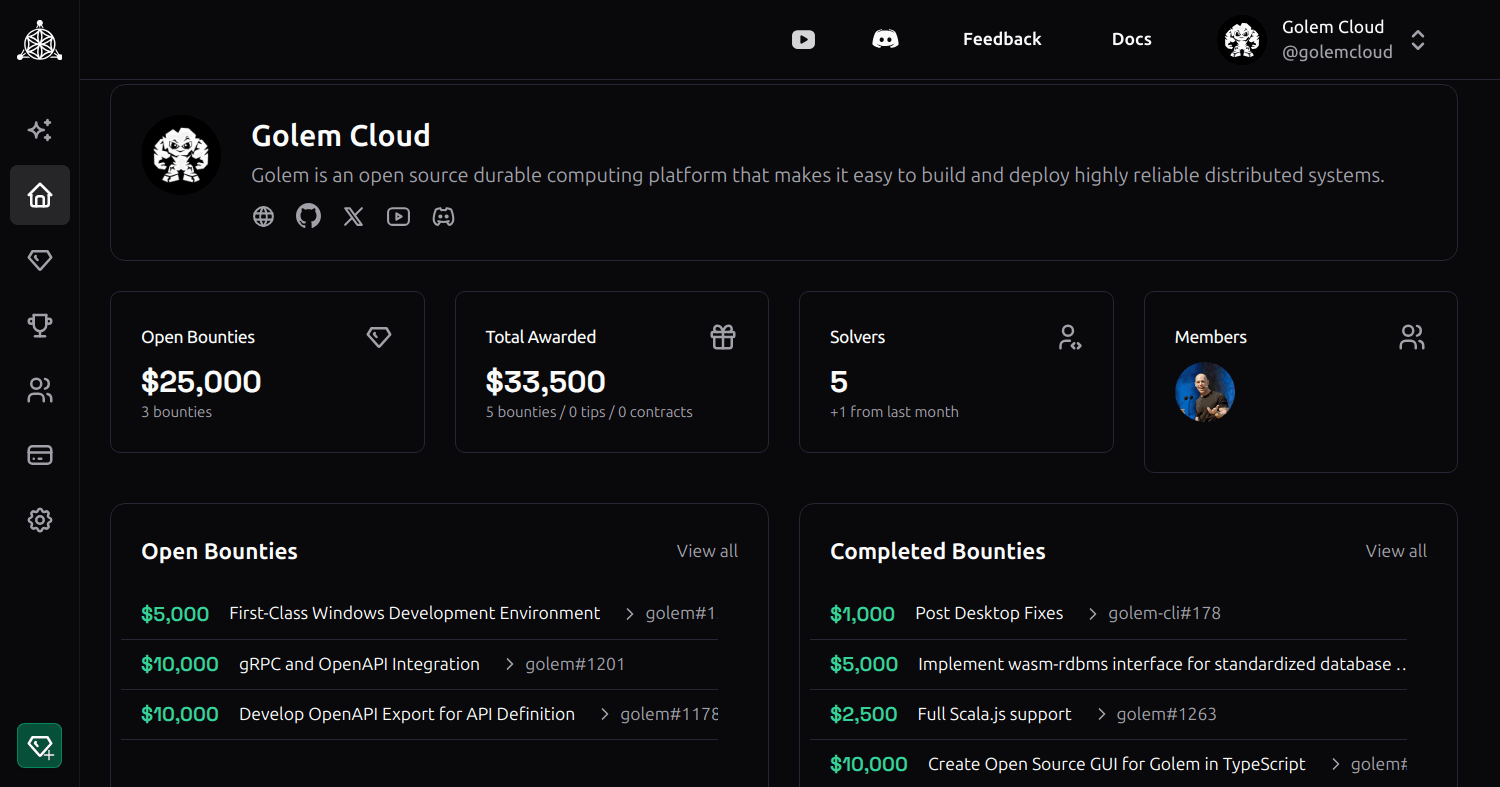 Feedback
Docs
Golem Cloud
@golemcloud
Golem Cloud
Golem is an open source durable computing platform that makes it easy to build and deploy highly reliable distributed systems.
Open Bounties
$25,000
3 bounties
Total Awarded
$33,500
5 bounties / 0 tips / 0 contracts
Solvers
5
+1 from last month
Members
Open Bounties
View all
$5,000 First-Class Windows Development Environment > golem#1
$10,000 gRPC and OpenAPI Integration > golem#1201
$10,000 Develop OpenAPI Export for API Definition > golem#1178
Completed Bounties
View all
$1,000 Post Desktop Fixes > golem-cli#178
$5,000 Implement wasm-rdbms interface for standardized database ..
$2,500 Full Scala.js support > golem#1263
$10,000 Create Open Source GUI for Golem in TypeScript > golem#